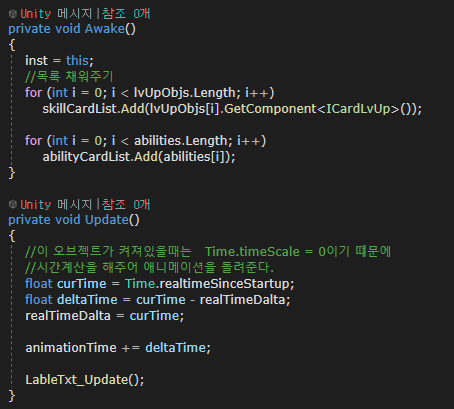 Unity 메시지|참조 0개
private void Awake()
{
inst = this;
//목록 채워주기
for (int i = 0; i < lvUpObjs.Length; i++)
skillCardList.Add(lvUpObjs[i].GetComponent<ICardLvUp>());
for (int i = 0; i < abilities.Length; i++)
abilityCardList.Add(abilities[i]);
}
Unity 메시지|참조 0개
private void Update()
{
//이 오브젝트가 켜져있을때는 Time.timeScale = 0이기 때문에
//시간계산을 해주어 애니메이션을 돌려준다.
float curTime = Time.realtimeSinceStartup;
float deltaTime = curTime - realTimeDalta;
realTimeDalta = curTime;
animationTime += deltaTime;
LableTxt_Update();
}